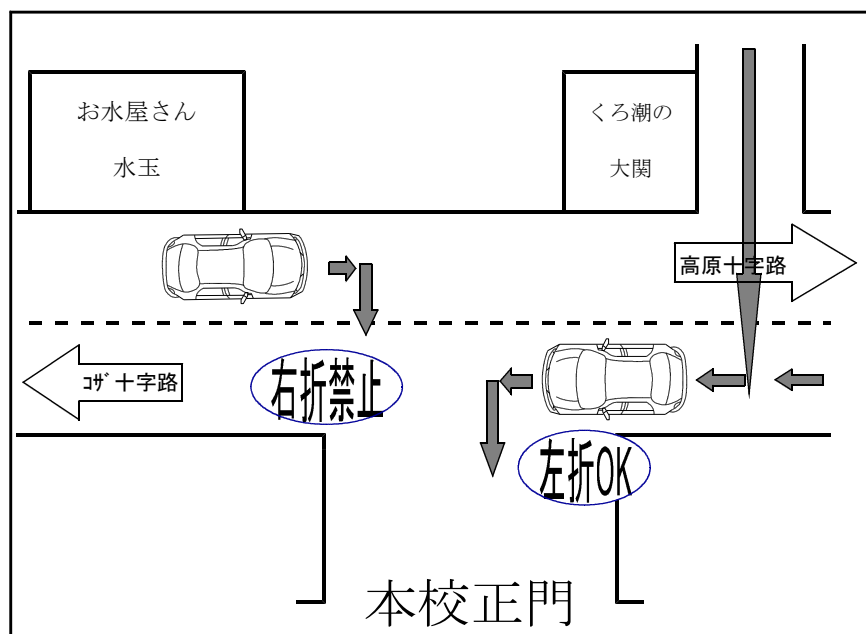 お水屋さん
水玉
くろ潮の
大関
高原十字路
ｺｻﾞ十字路
右折禁止
左折OK
本校正門